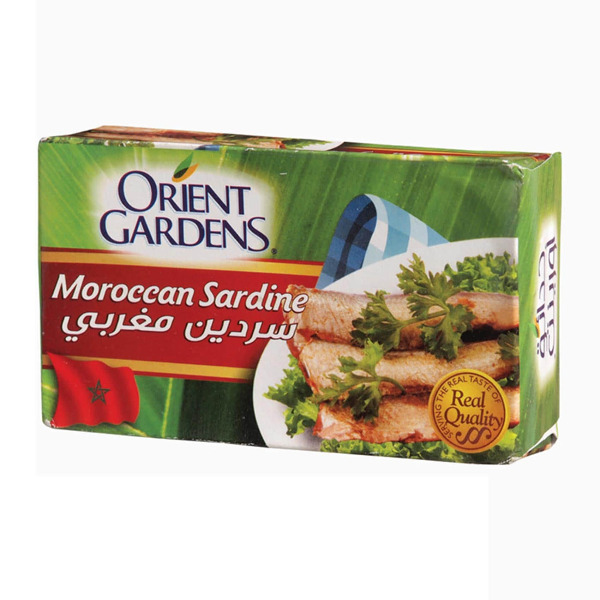 ORIENT
GARDENS®
Moroccan Sardine
سردين مغربي
SERVING THE REAL TASTE OF
Real
Quality